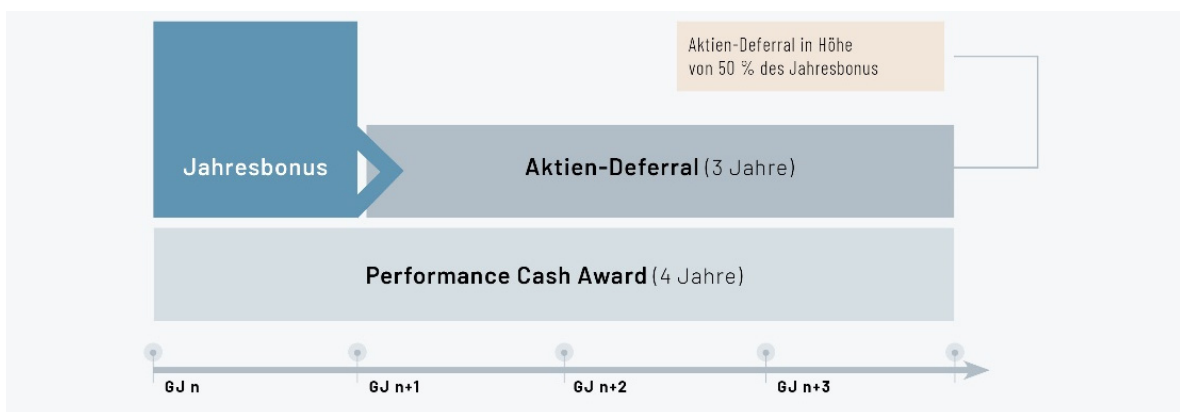 Aktien-Deferral in Höhe
von 50 % des Jahresbonus
Jahresbonus
Aktien-Deferral (3 Jahre)
Performance Cash Award (4 Jahre)
GJ n
GJ n+1
GJ n+2
GJ n+3